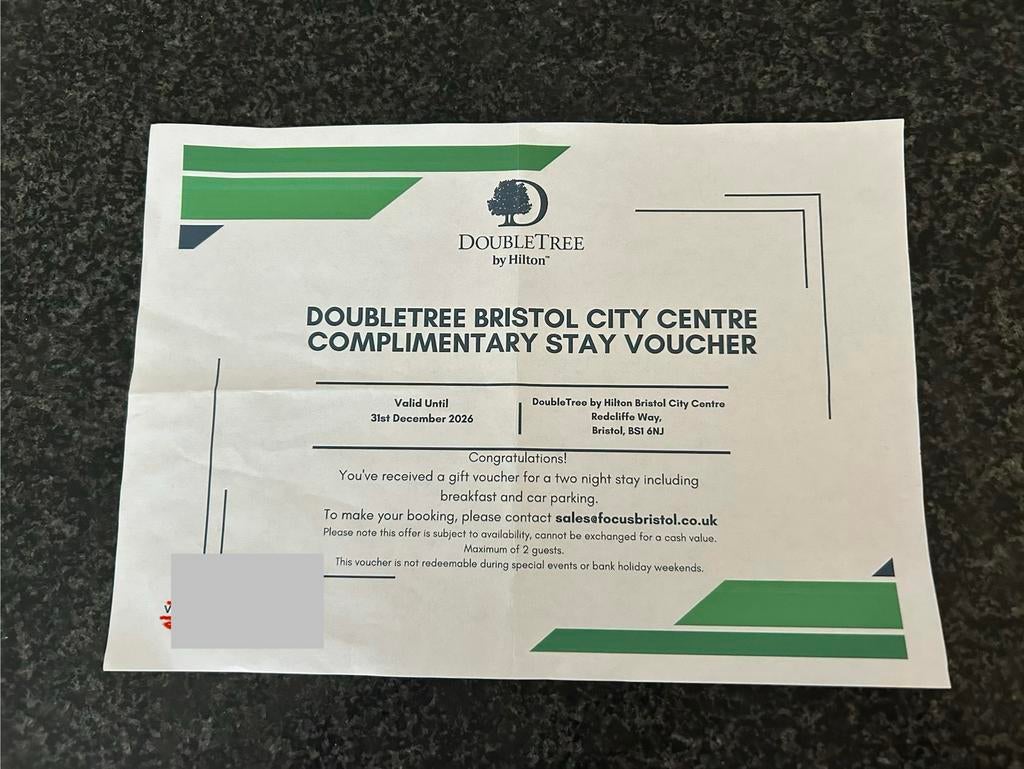 DOUBLETREE
by Hilton™
DOUBLETREE BRISTOL CITY CENTRE
COMPLIMENTARY STAY VOUCHER
Valid Until
31st December 2026
DoubleTree by Hilton Bristol City Centre
Redcliffe Way,
Bristol, BS1 6NJ
Congratulations!
You've received a gift voucher for a two night stay including
breakfast and car parking.
To make your booking, please contact sales@focusbristol.co.uk
Please note this offer is subject to availability, cannot be exchanged for a cash value.
Maximum of 2 guests.
This voucher is not redeemable during special events or bank holiday weekends.